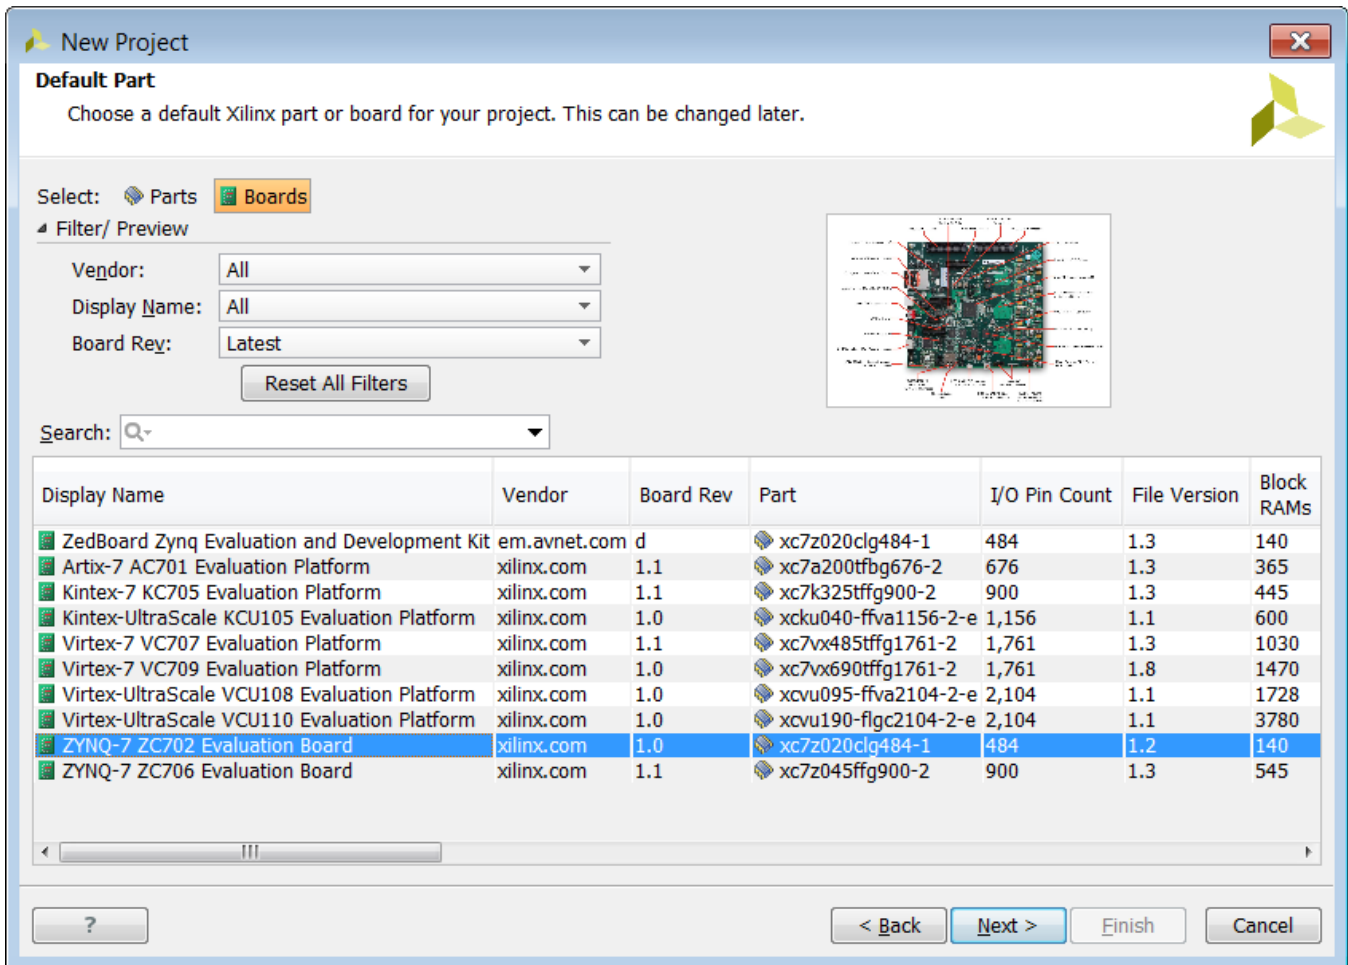 New Project
Default Part
Choose a default Xilinx part or board for your project. This can be changed later.
Select: Parts Boards
Filter/ Preview
Vendor: All
Display Name: All
Board Rev: Latest
Reset All Filters
Search:
Display Name Vendor Board Rev Part I/O Pin Count File Version Block RAMs
ZedBoard Zynq Evaluation and Development Kit em.avnet.com d xc7z020clg484-1 484 1.3 140
Artix-7 AC701 Evaluation Platform xilinx.com 1.1 xc7a200tfbg676-2 676 1.3 365
Kintex-7 KC705 Evaluation Platform xilinx.com 1.1 xc7k325tffg900-2 900 1.3 445
Kintex-UltraScale KCU105 Evaluation Platform xilinx.com 1.0 xcku040-ffva1156-2-e 1,156 1.1 600
Virtex-7 VC707 Evaluation Platform xilinx.com 1.1 xc7vx485tffg1761-2 1,761 1.3 1030
Virtex-7 VC709 Evaluation Platform xilinx.com 1.0 xc7vx690tffg1761-2 1,761 1.8 1470
Virtex-UltraScale VCU108 Evaluation Platform xilinx.com 1.0 xcvu095-ffva2104-2-e 2,104 1.1 1728
Virtex-UltraScale VCU110 Evaluation Platform xilinx.com 1.0 xcvu190-flgc2104-2-e 2,104 1.1 3780
ZYNQ-7 ZC702 Evaluation Board xilinx.com 1.0 xc7z020clg484-1 484 1.2 140
ZYNQ-7 ZC706 Evaluation Board xilinx.com 1.1 xc7z045ffg900-2 900 1.3 545
? < Back Next > Finish Cancel